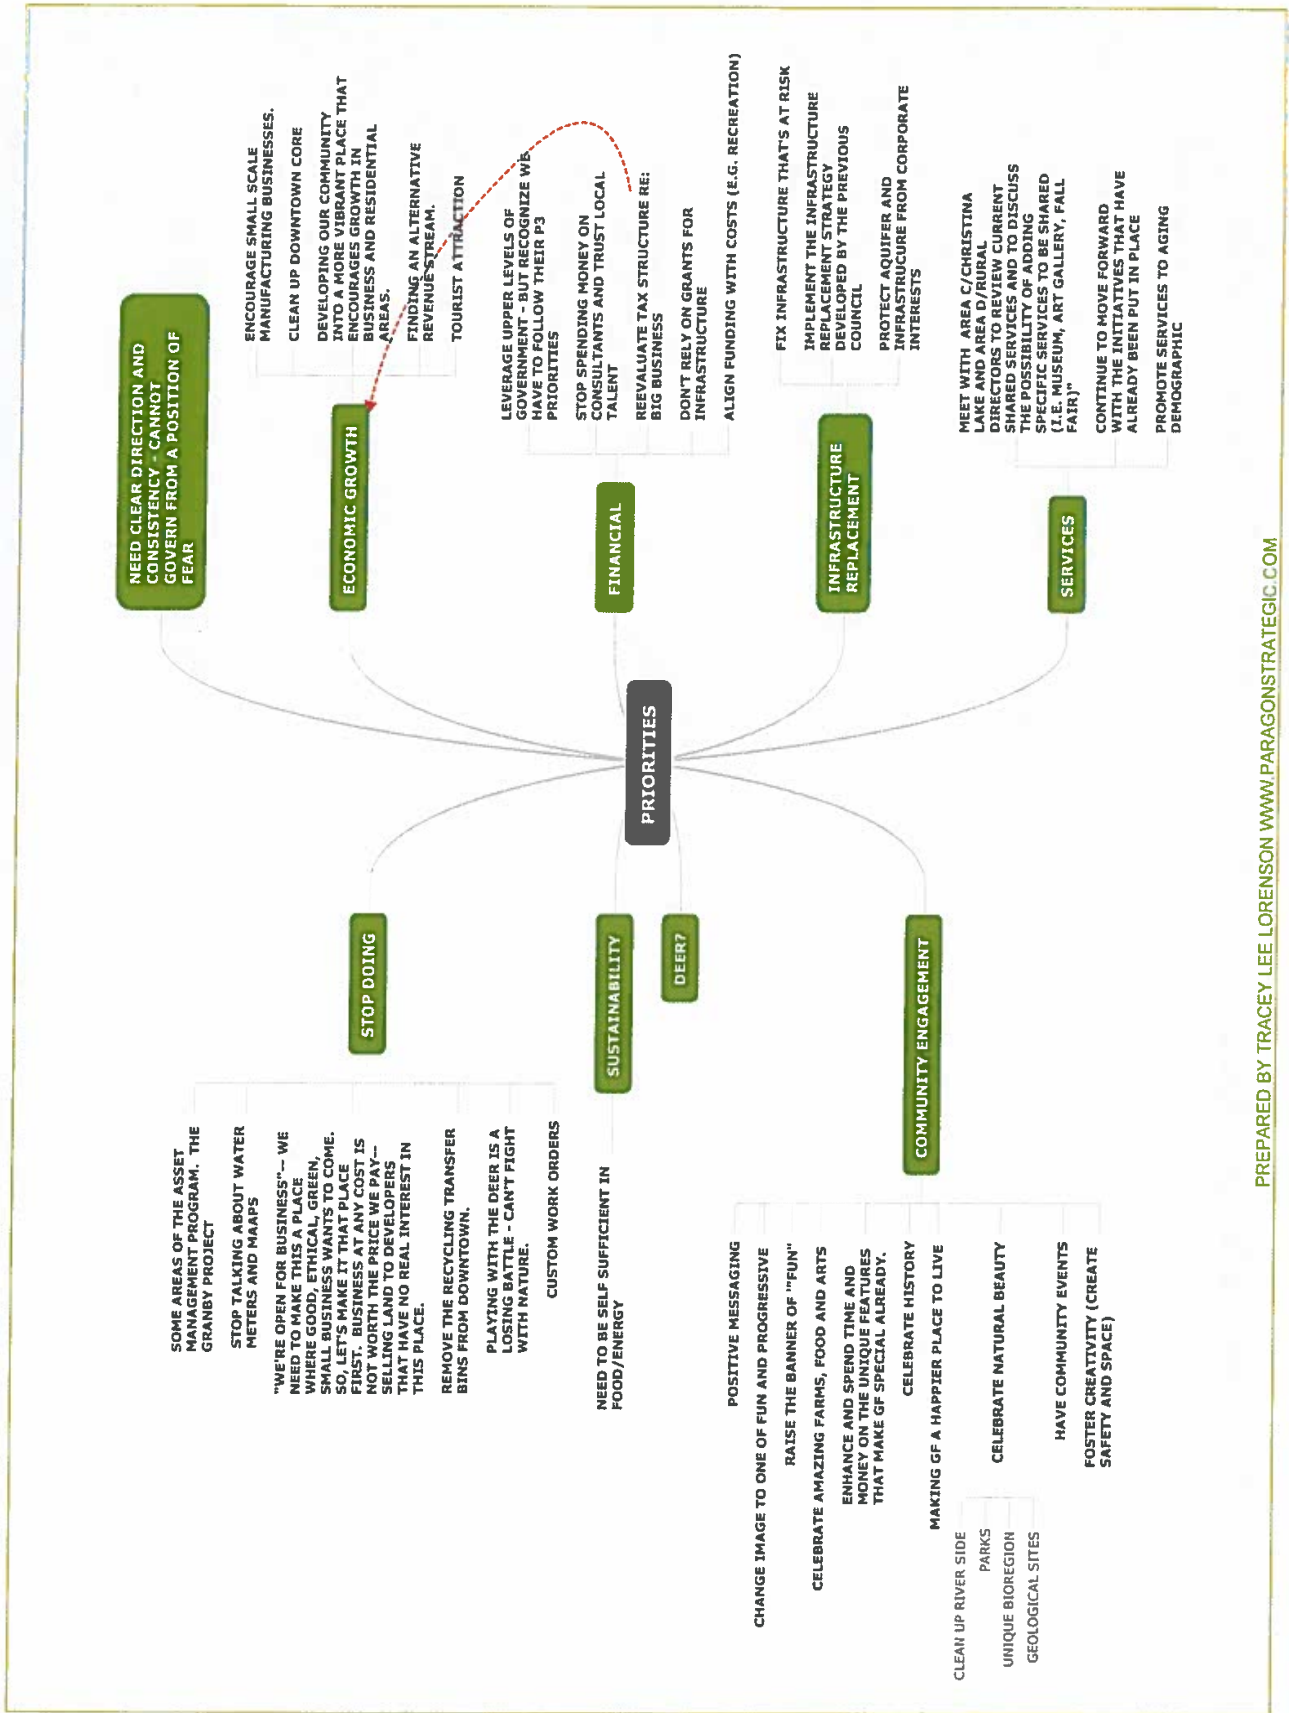 PRIORITIES
NEED CLEAR DIRECTION AND
CONSISTENCY - CANNOT
GOVERN FROM A POSITION OF
FEAR
ECONOMIC GROWTH
ENCOURAGE SMALL SCALE
MANUFACTURING BUSINESSES.
CLEAN UP DOWNTOWN CORE
DEVELOPING OUR COMMUNITY
INTO A MORE VIBRANT PLACE THAT
ENCOURAGES GROWTH IN
BUSINESS AND RESIDENTIAL
AREAS.
FINDING AN ALTERNATIVE
REVENUE STREAM.
TOURIST ATTRACTION
FINANCIAL
LEVERAGE UPPER LEVELS OF
GOVERNMENT - BUT RECOGNIZE WE
HAVE TO FOLLOW THEIR P3
PRIORITIES
STOP SPENDING MONEY ON
CONSULTANTS AND TRUST LOCAL
TALENT
REEVALUATE TAX STRUCTURE RE:
BIG BUSINESS
DON'T RELY ON GRANTS FOR
INFRASTRUCTURE
ALIGN FUNDING WITH COSTS (E.G. RECREATION)
INFRASTRUCTURE
REPLACEMENT
FIX INFRASTRUCTURE THAT'S AT RISK
IMPLEMENT THE INFRASTRUCTURE
REPLACEMENT STRATEGY
DEVELOPED BY THE PREVIOUS
COUNCIL
PROTECT AQUIFER AND
INFRASTRUCURE FROM CORPORATE
INTERESTS
SERVICES
MEET WITH AREA C/CHRISTINA
LAKE AND AREA D/RURAL
DIRECTORS TO REVIEW CURRENT
SHARED SERVICES AND TO DISCUSS
THE POSSIBILITY OF ADDING
SPECIFIC SERVICES TO BE SHARED
(I.E. MUSEUM, ART GALLERY, FALL
FAIR)"
CONTINUE TO MOVE FORWARD
WITH THE INITIATIVES THAT HAVE
ALREADY BEEN PUT IN PLACE
PROMOTE SERVICES TO AGING
DEMOGRAPHIC
STOP DOING
SOME AREAS OF THE ASSET
MANAGEMENT PROGRAM. THE
GRANBY PROJECT
STOP TALKING ABOUT WATER
METERS AND MAAPS
"WE'RE OPEN FOR BUSINESS"-- WE
NEED TO MAKE THIS A PLACE
WHERE GOOD, ETHICAL, GREEN,
SMALL BUSINESS WANTS TO COME.
SO, LET'S MAKE IT THAT PLACE
FIRST. BUSINESS AT ANY COST IS
NOT WORTH THE PRICE WE PAY--
SELLING LAND TO DEVELOPERS
THAT HAVE NO REAL INTEREST IN
THIS PLACE.
REMOVE THE RECYCLING TRANSFER
BINS FROM DOWNTOWN.
PLAYING WITH THE DEER IS A
LOSING BATTLE - CAN'T FIGHT
WITH NATURE.
CUSTOM WORK ORDERS
SUSTAINABILITY
NEED TO BE SELF SUFFICIENT IN
FOOD/ENERGY
DEER?
COMMUNITY ENGAGEMENT
POSITIVE MESSAGING
CHANGE IMAGE TO ONE OF FUN AND PROGRESSIVE
RAISE THE BANNER OF '"FUN"
CELEBRATE AMAZING FARMS, FOOD AND ARTS
ENHANCE AND SPEND TIME AND
MONEY ON THE UNIQUE FEATURES
THAT MAKE GF SPECIAL ALREADY.
CELEBRATE HISTORY
MAKING GF A HAPPIER PLACE TO LIVE
CELEBRATE NATURAL BEAUTY
CLEAN UP RIVER SIDE
PARKS
UNIQUE BIOREGION
GEOLOGICAL SITES
HAVE COMMUNITY EVENTS
FOSTER CREATIVITY (CREATE
SAFETY AND SPACE)
PREPARED BY TRACEY LEE LORENSON WWW.PARAGONSTRATEGIC.COM